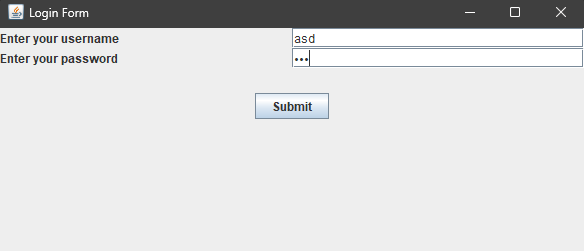 Login Form
Enter your username asd
Enter your password •••
Submit